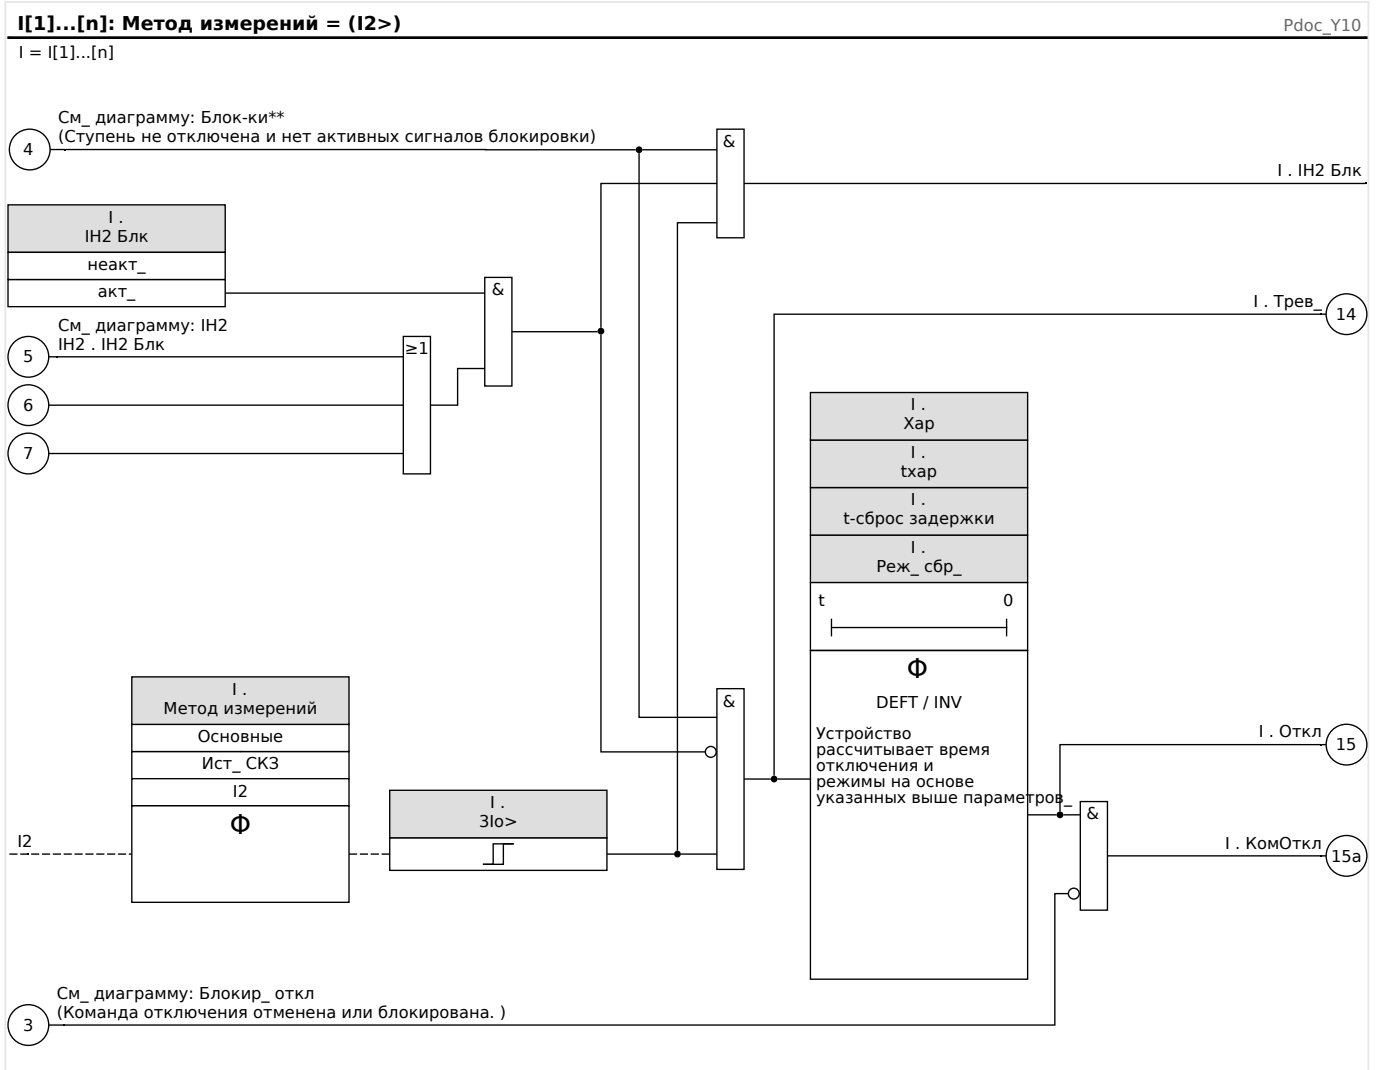 I[1]...[n]: Метод измерений = (I2>)
Pdoc_Y10
I = I[1]...[n]
См_ диаграмму: Блок-ки**
(Ступень не отключена и нет активных сигналов блокировки)
4
&
I . IH2 Блк
I .
IH2 Блк
неакт_
акт_
&
I . Трев_
14
См_ диаграмму: IH2
IH2 . IH2 Блк
5
≥1
6
7
I .
Хар
I .
tхар
I .
t-сброс задержки
I .
Реж_ сбр_
t
0
Φ
DEFT / INV
Устройство
рассчитывает время
отключения и
режимы на основе
указанных выше параметров_
I .
Метод измерений
Основные
Ист_ СКЗ
I2
Φ
I2
I .
3Io>
&
I . Откл
15
&
I . КомОткл
15a
См_ диаграмму: Блокир_ откл
(Команда отключения отменена или блокирована. )
3